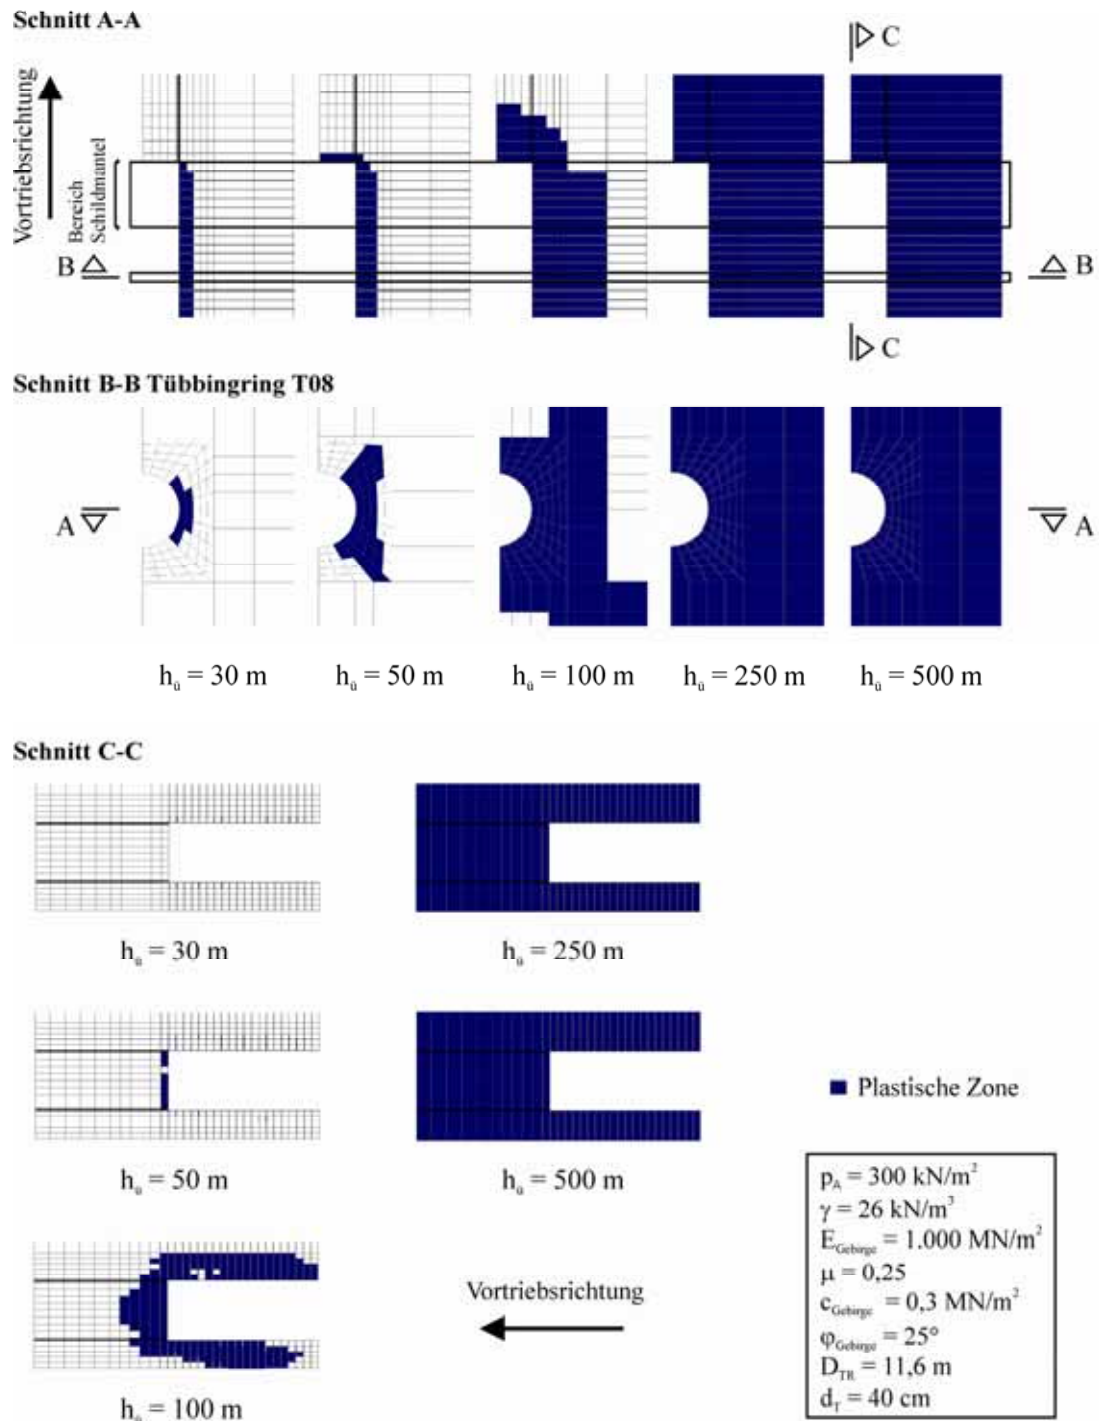 Schnitt A-A
C
Vortriebsrichtung
Bereich
Schildmantel
B
B
C
Schnitt B-B Tübbingring T08
A
A
hü = 30 m
hü = 50 m
hü = 100 m
hü = 250 m
hü = 500 m
Schnitt C-C
hü = 30 m
hü = 250 m
hü = 50 m
hü = 500 m
Plastische Zone
Vortriebsrichtung
hü = 100 m
pA = 300 kN/m²
γ = 26 kN/m³
EGebirge = 1.000 MN/m²
μ = 0,25
cGebirge = 0,3 MN/m²
φGebirge = 25°
DTR = 11,6 m
dT = 40 cm